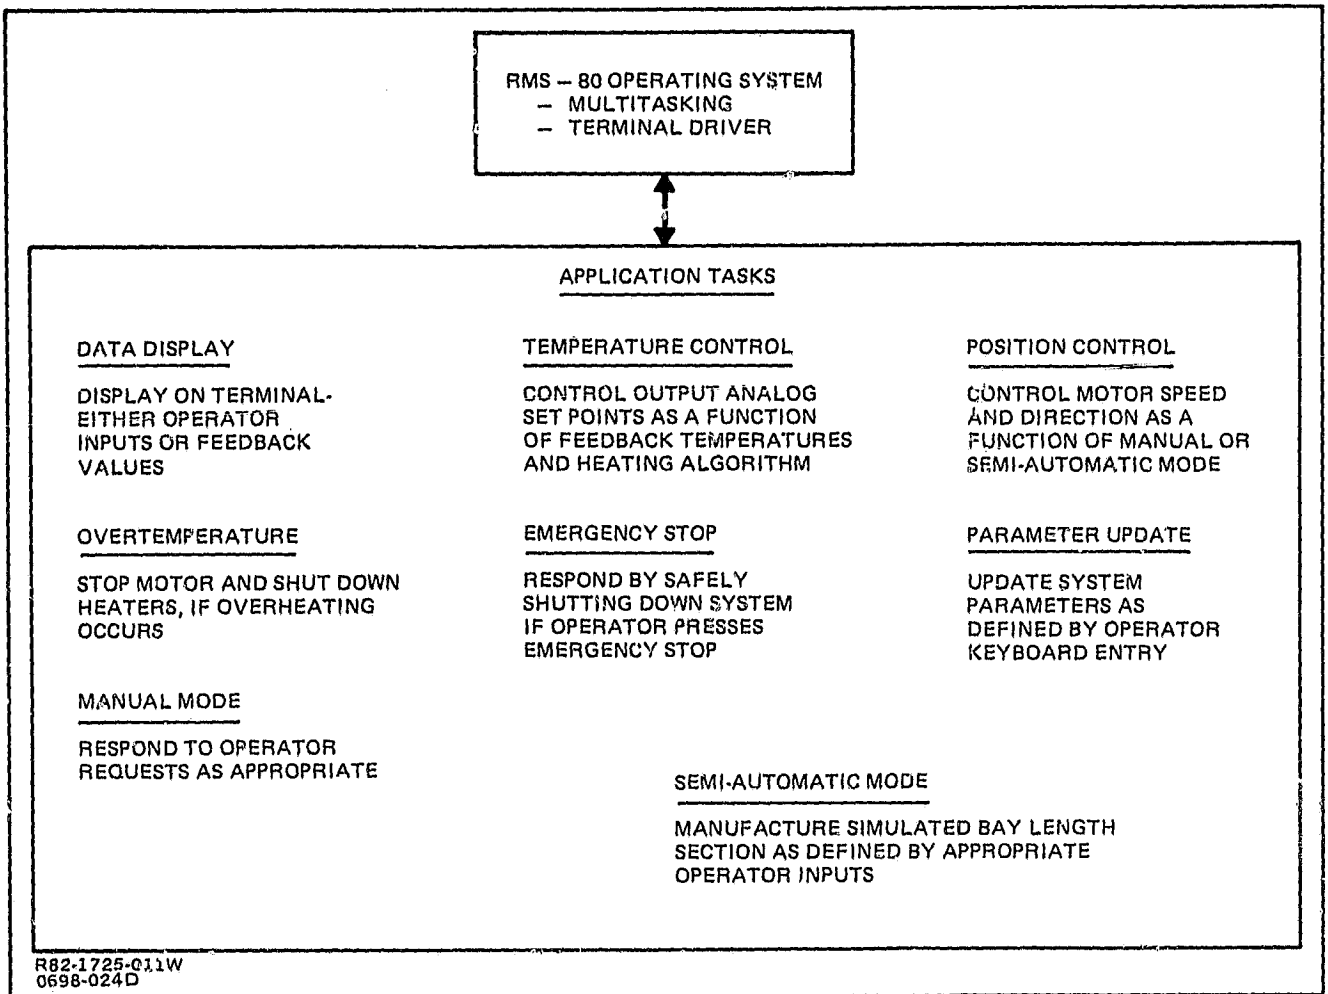 RMS – 80 OPERATING SYSTEM
– MULTITASKING
– TERMINAL DRIVER
APPLICATION TASKS
DATA DISPLAY
DISPLAY ON TERMINAL-
EITHER OPERATOR
INPUTS OR FEEDBACK
VALUES
TEMPERATURE CONTROL
CONTROL OUTPUT ANALOG
SET POINTS AS A FUNCTION
OF FEEDBACK TEMPERATURES
AND HEATING ALGORITHM
POSITION CONTROL
CONTROL MOTOR SPEED
AND DIRECTION AS A
FUNCTION OF MANUAL OR
SEMI-AUTOMATIC MODE
OVERTEMPERATURE
STOP MOTOR AND SHUT DOWN
HEATERS, IF OVERHEATING
OCCURS
EMERGENCY STOP
RESPOND BY SAFELY
SHUTTING DOWN SYSTEM
IF OPERATOR PRESSES
EMERGENCY STOP
PARAMETER UPDATE
UPDATE SYSTEM
PARAMETERS AS
DEFINED BY OPERATOR
KEYBOARD ENTRY
MANUAL MODE
RESPOND TO OPERATOR
REQUESTS AS APPROPRIATE
SEMI-AUTOMATIC MODE
MANUFACTURE SIMULATED BAY LENGTH
SECTION AS DEFINED BY APPROPRIATE
OPERATOR INPUTS
R82-1725-011W
0698-024D